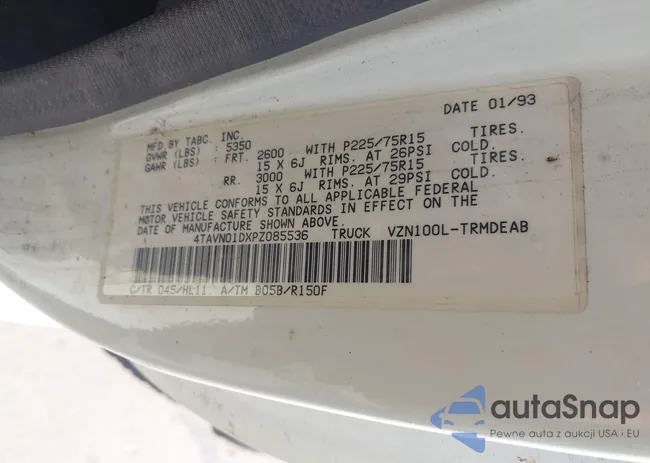 DATE 01/93
MFD BY TABC, INC.
GVWR (LBS) : 5350
GAWR (LBS) : FRT. 2600 WITH P225/75R15 TIRES.
15 X 6J RIMS. AT 26PSI COLD.
RR. 3000 WITH P225/75R15 TIRES.
15 X 6J RIMS. AT 29PSI COLD.
THIS VEHICLE CONFORMS TO ALL APPLICABLE FEDERAL
MOTOR VEHICLE SAFETY STANDARDS IN EFFECT ON THE
DATE OF MANUFACTURE SHOWN ABOVE.
4TAVN01DXPZ085536 TRUCK VZN100L-TRMDEAB
C/TR 045/HL11. A/TM B05B/R150F
autoSnap
Pewne auta z aukcji USA i EU